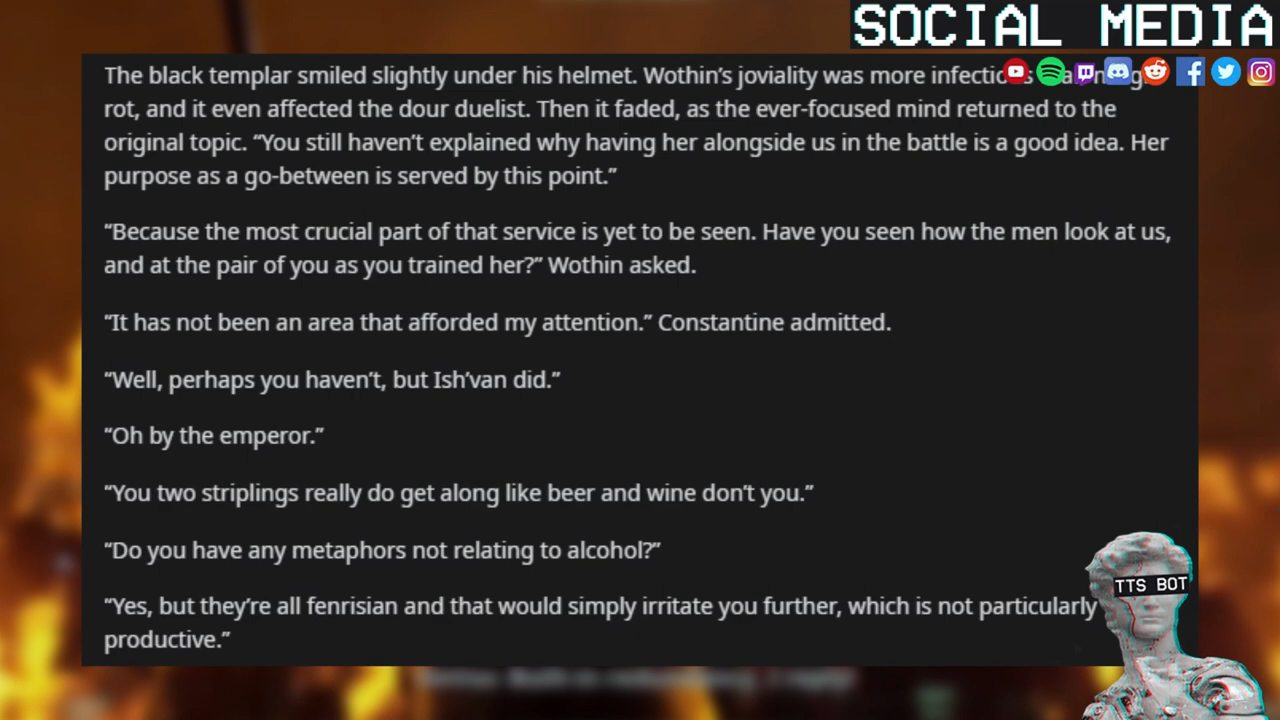 SOCIAL MEDIA
The black templar smiled slightly under his helmet. Wothin’s joviality was more
rot, and it even affected the dour duelist. Then it faded, as the ever-focused mind returned to the
original topic. “You still haven’t explained why having her alongside us in the battle is a good idea. Her
purpose as a go-between is served by this point.”
“Because the most crucial part of that service is yet to be seen. Have you seen how the men look at us,
and at the pair of you as you trained her?” Wothin asked.
“It has not been an area that afforded my attention.” Constantine admitted.
“Well, perhaps you haven’t, but Ish’van did.”
“Oh by the emperor.”
“You two striplings really do get along like beer and wine don’t you.”
“Do you have any metaphors not relating to alcohol?”
“Yes, but they’re all fenrisian and that would simply irritate you further, which is not particularly
productive.”
TTS BOT